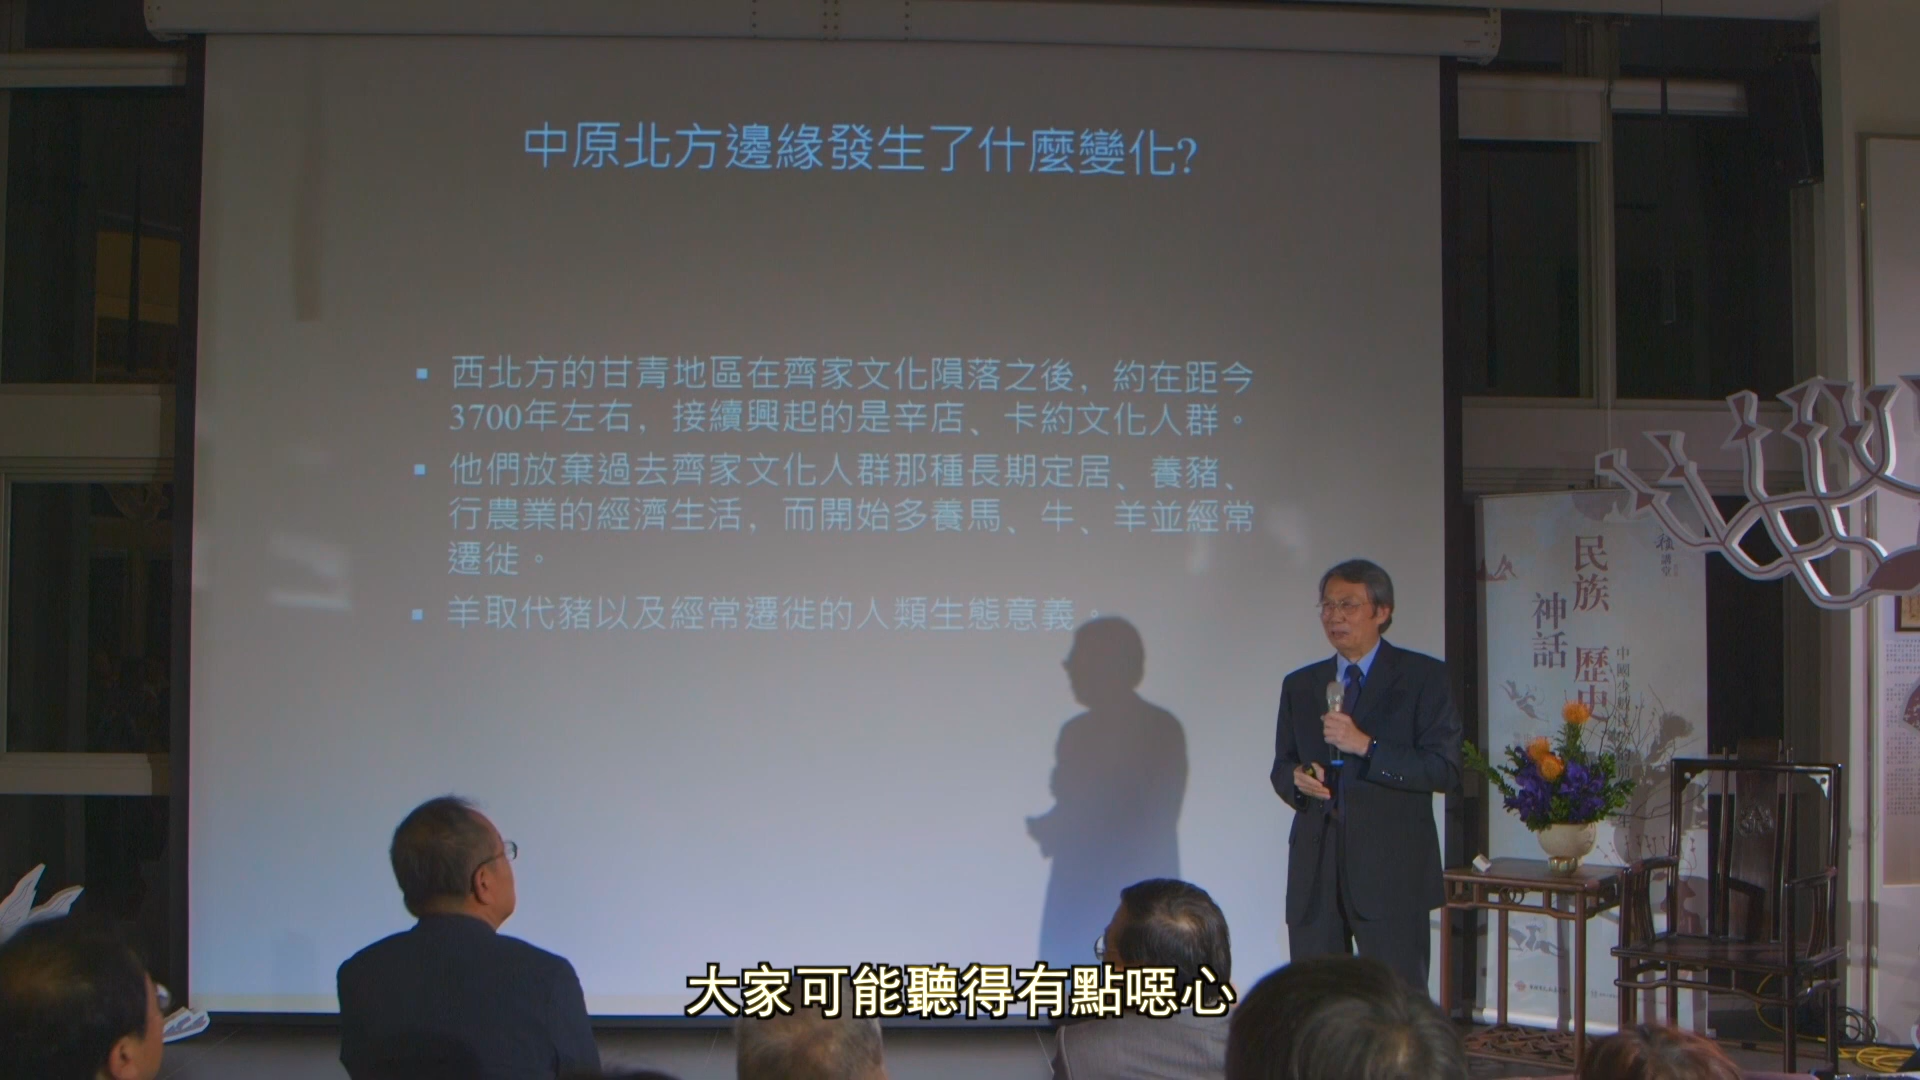 中原北方邊緣發生了什麼變化?
▪ 西北方的甘青地區在齊家文化隕落之後，約在距今
3700年左右，接續興起的是辛店、卡約文化人群。
▪ 他們放棄過去齊家文化人群那種長期定居、養豬、
行農業的經濟生活，而開始多養馬、牛、羊並經常
遷徙。
▪ 羊取代豬以及經常遷徙的人類生態意義。
民族 歷史
神話
大家可能聽得有點噁心